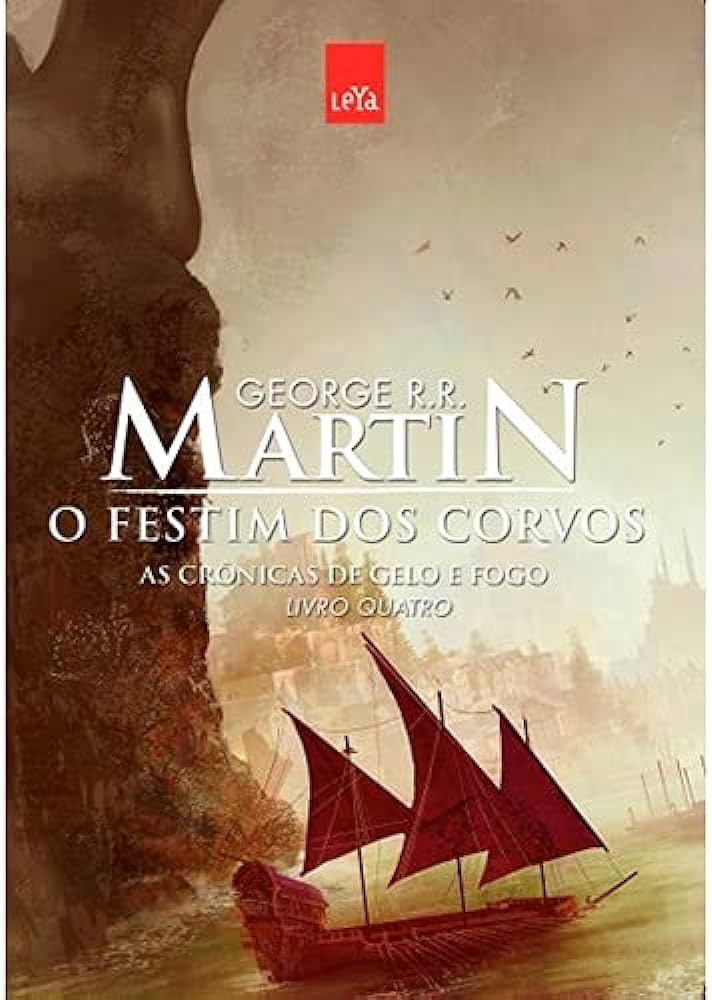 LeYa
GEORGE R.R.
MARTIN
O FESTIM DOS CORVOS
AS CRÔNICAS DE GELO E FOGO
LIVRO QUATRO